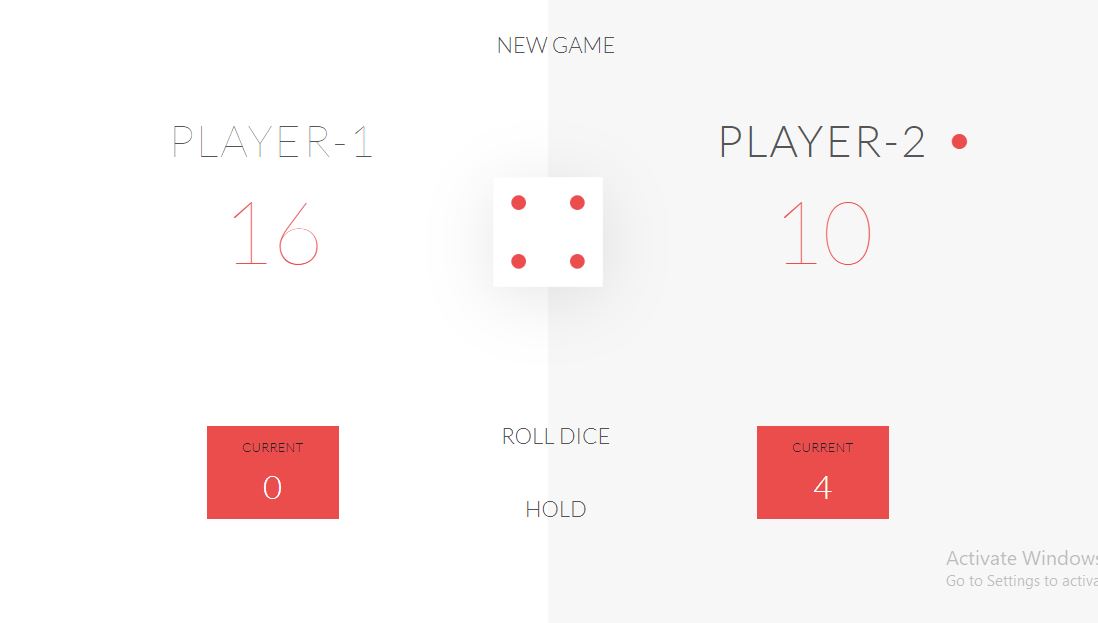 NEW GAME
PLAYER-1
PLAYER-2
16
10
ROLL DICE
CURRENT
0
CURRENT
4
HOLD
Activate Windows
Go to Settings to